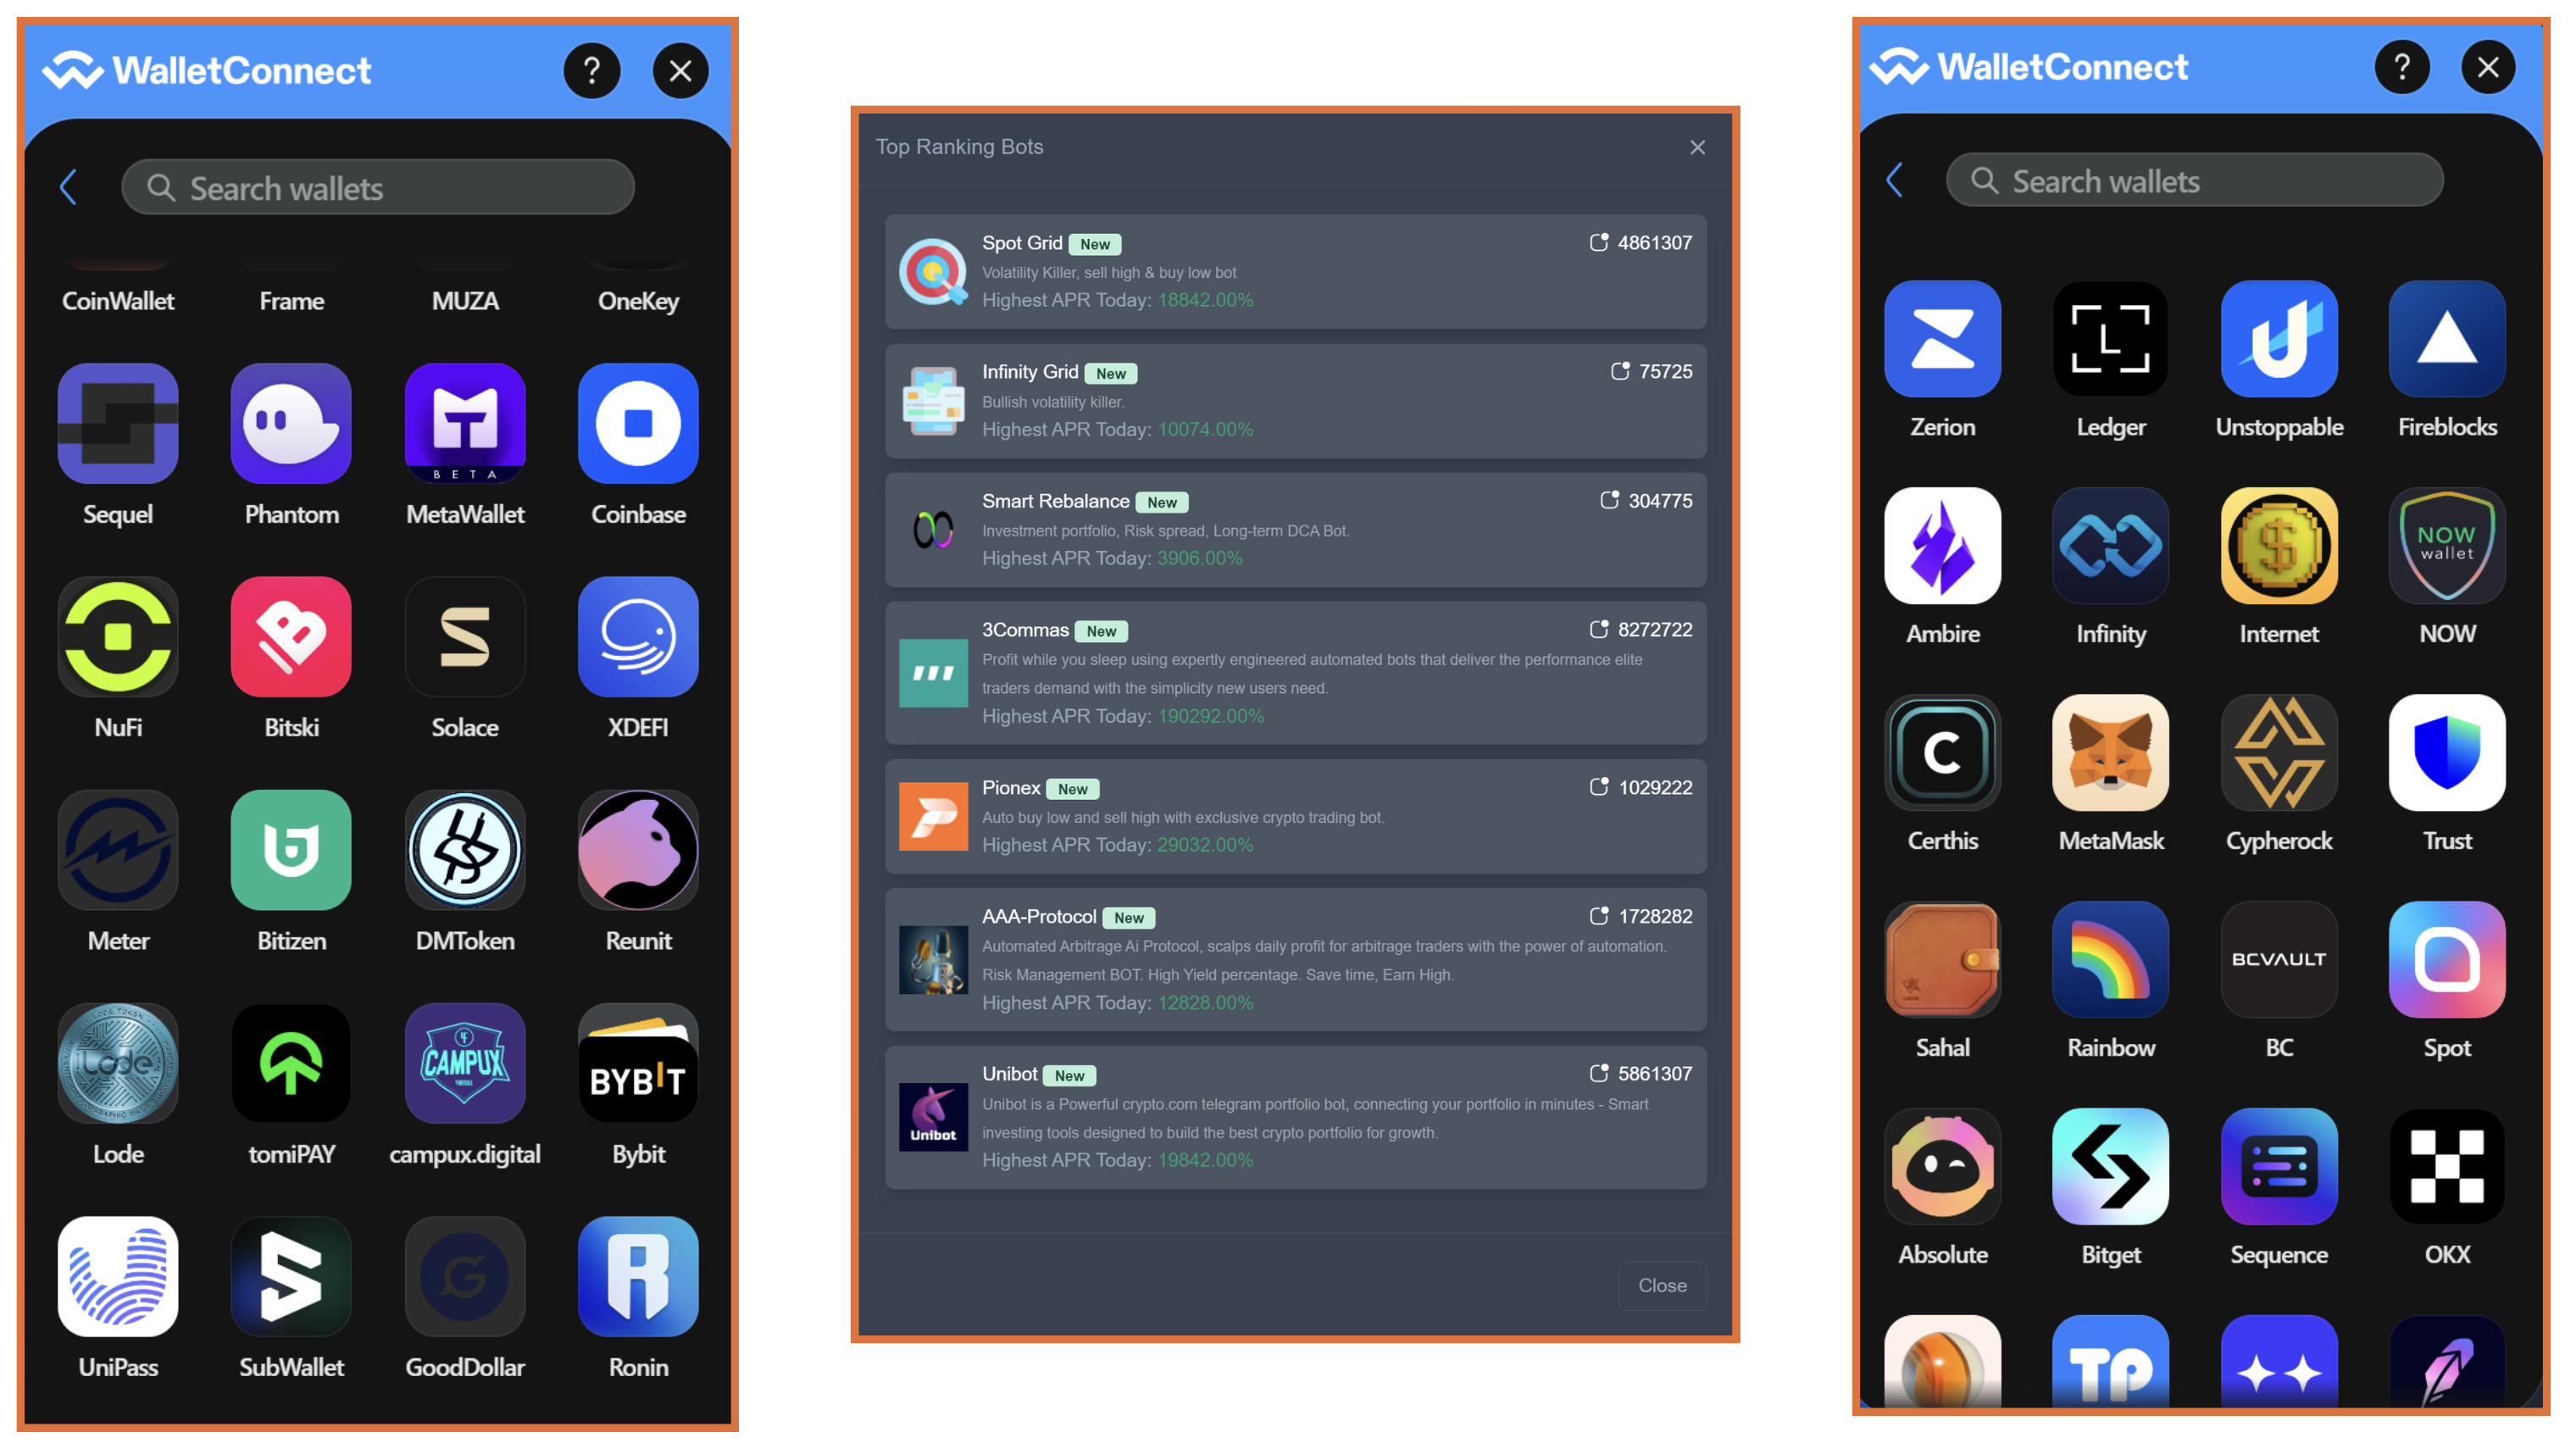 WalletConnect
?
Search wallets
CoinWallet Frame MUZA OneKey
BETA
Sequel Phantom MetaWallet Coinbase
NuFi Bitski Solace XDEFI
Meter Bitizen DMToken Reunit
LODE TOKEN
Lode
CAMPUX
BYBIT
Lode tomiPAY campux.digital Bybit
UniPass SubWallet GoodDollar Ronin
Top Ranking Bots
Spot Grid New 4861307
Volatility Killer, sell high & buy low bot
Highest APR Today: 18842.00%
Infinity Grid New 75725
Bullish volatility killer.
Highest APR Today: 10074.00%
Smart Rebalance New 304775
Investment portfolio, Risk spread, Long-term DCA Bot.
Highest APR Today: 3906.00%
3Commas New 8272722
Profit while you sleep using expertly engineered automated bots that deliver the performance elite
traders demand with the simplicity new users need.
Highest APR Today: 190292.00%
Pionex New 1029222
Auto buy low and sell high with exclusive crypto trading bot.
Highest APR Today: 29032.00%
AAA-Protocol New 1728282
Automated Arbitrage Ai Protocol, scalps daily profit for arbitrage traders with the power of automation.
Risk Management BOT. High Yield percentage. Save time, Earn High.
Highest APR Today: 12828.00%
Unibot New 5861307
Unibot is a Powerful crypto.com telegram portfolio bot, connecting your portfolio in minutes - Smart
investing tools designed to build the best crypto portfolio for growth.
Unibot
Highest APR Today: 19842.00%
Close
WalletConnect
?
Search wallets
L
Zerion Ledger Unstoppable Fireblocks
$
NOW
wallet
Ambire Infinity Internet NOW
C
Certhis MetaMask Cypherock Trust
BCVAULT
Sahal Rainbow BC Spot
Absolute Bitget Sequence OKX
TP